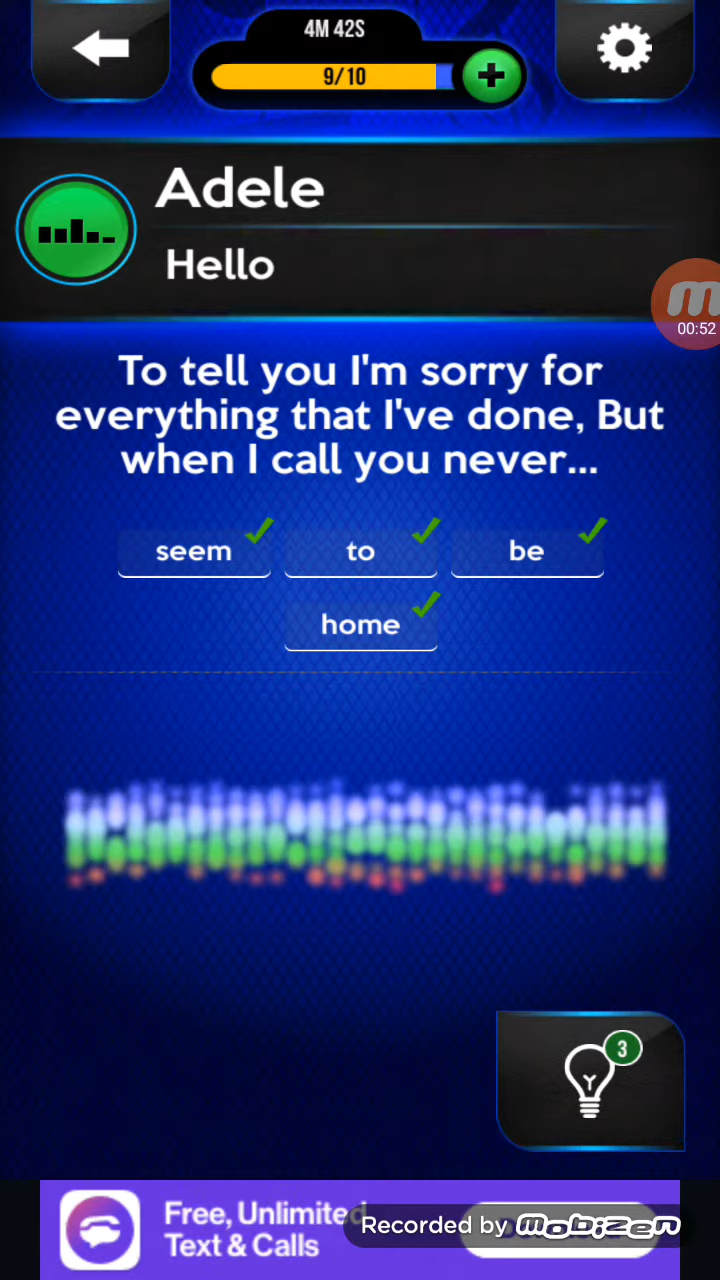 4M 42S
9/10
Adele
Hello
00:52
To tell you I'm sorry for
everything that I've done, But
when I call you never...
seem to be
home
3
Free, Unlimited
Text & Calls
Recorded by mobizen